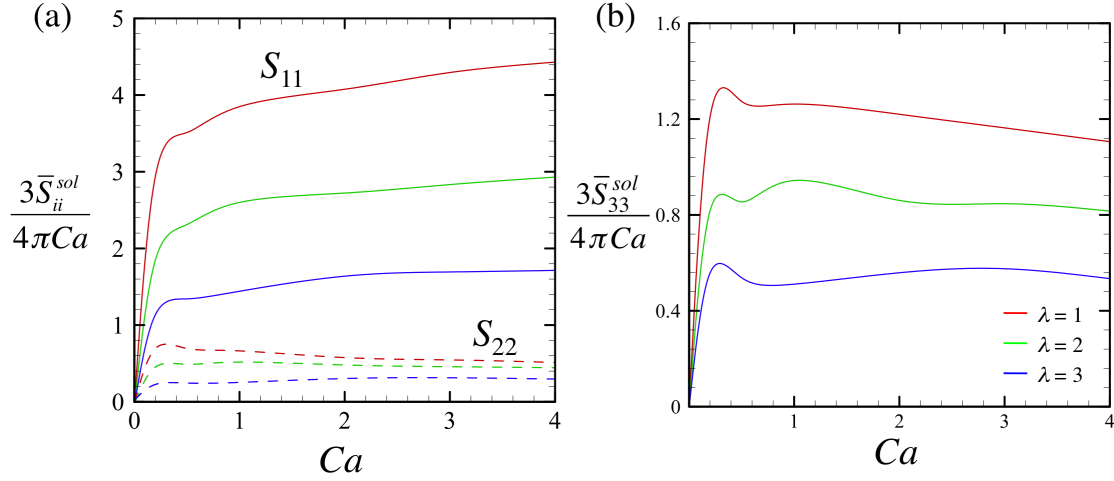 (a)
5
4
3
2
1
0
0
1
2
3
4
S11
S22
3S̅ii^sol
4πCa
Ca
(b)
1.6
1.2
0.8
0.4
0
1
2
3
4
3S̅33^sol
4πCa
Ca
λ = 1
λ = 2
λ = 3